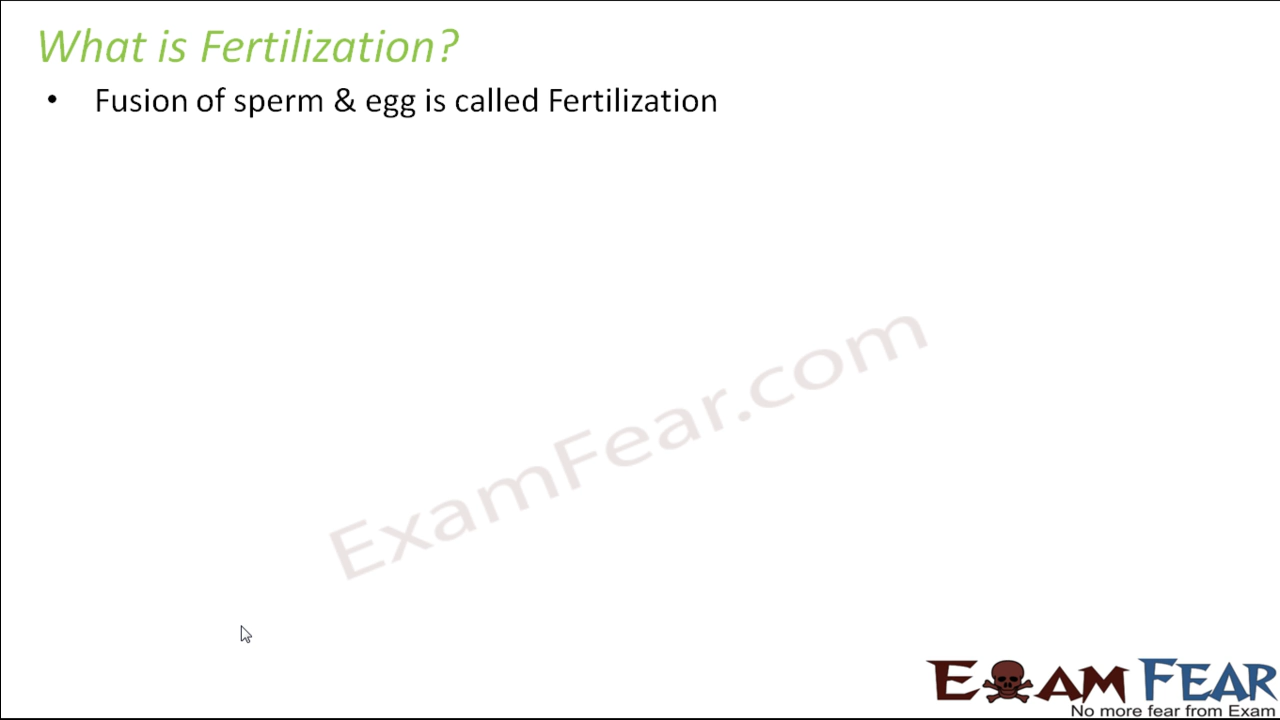 What is Fertilization?
• Fusion of sperm & egg is called Fertilization
ExamFear.com
EXAM FEAR
No more fear from Exam